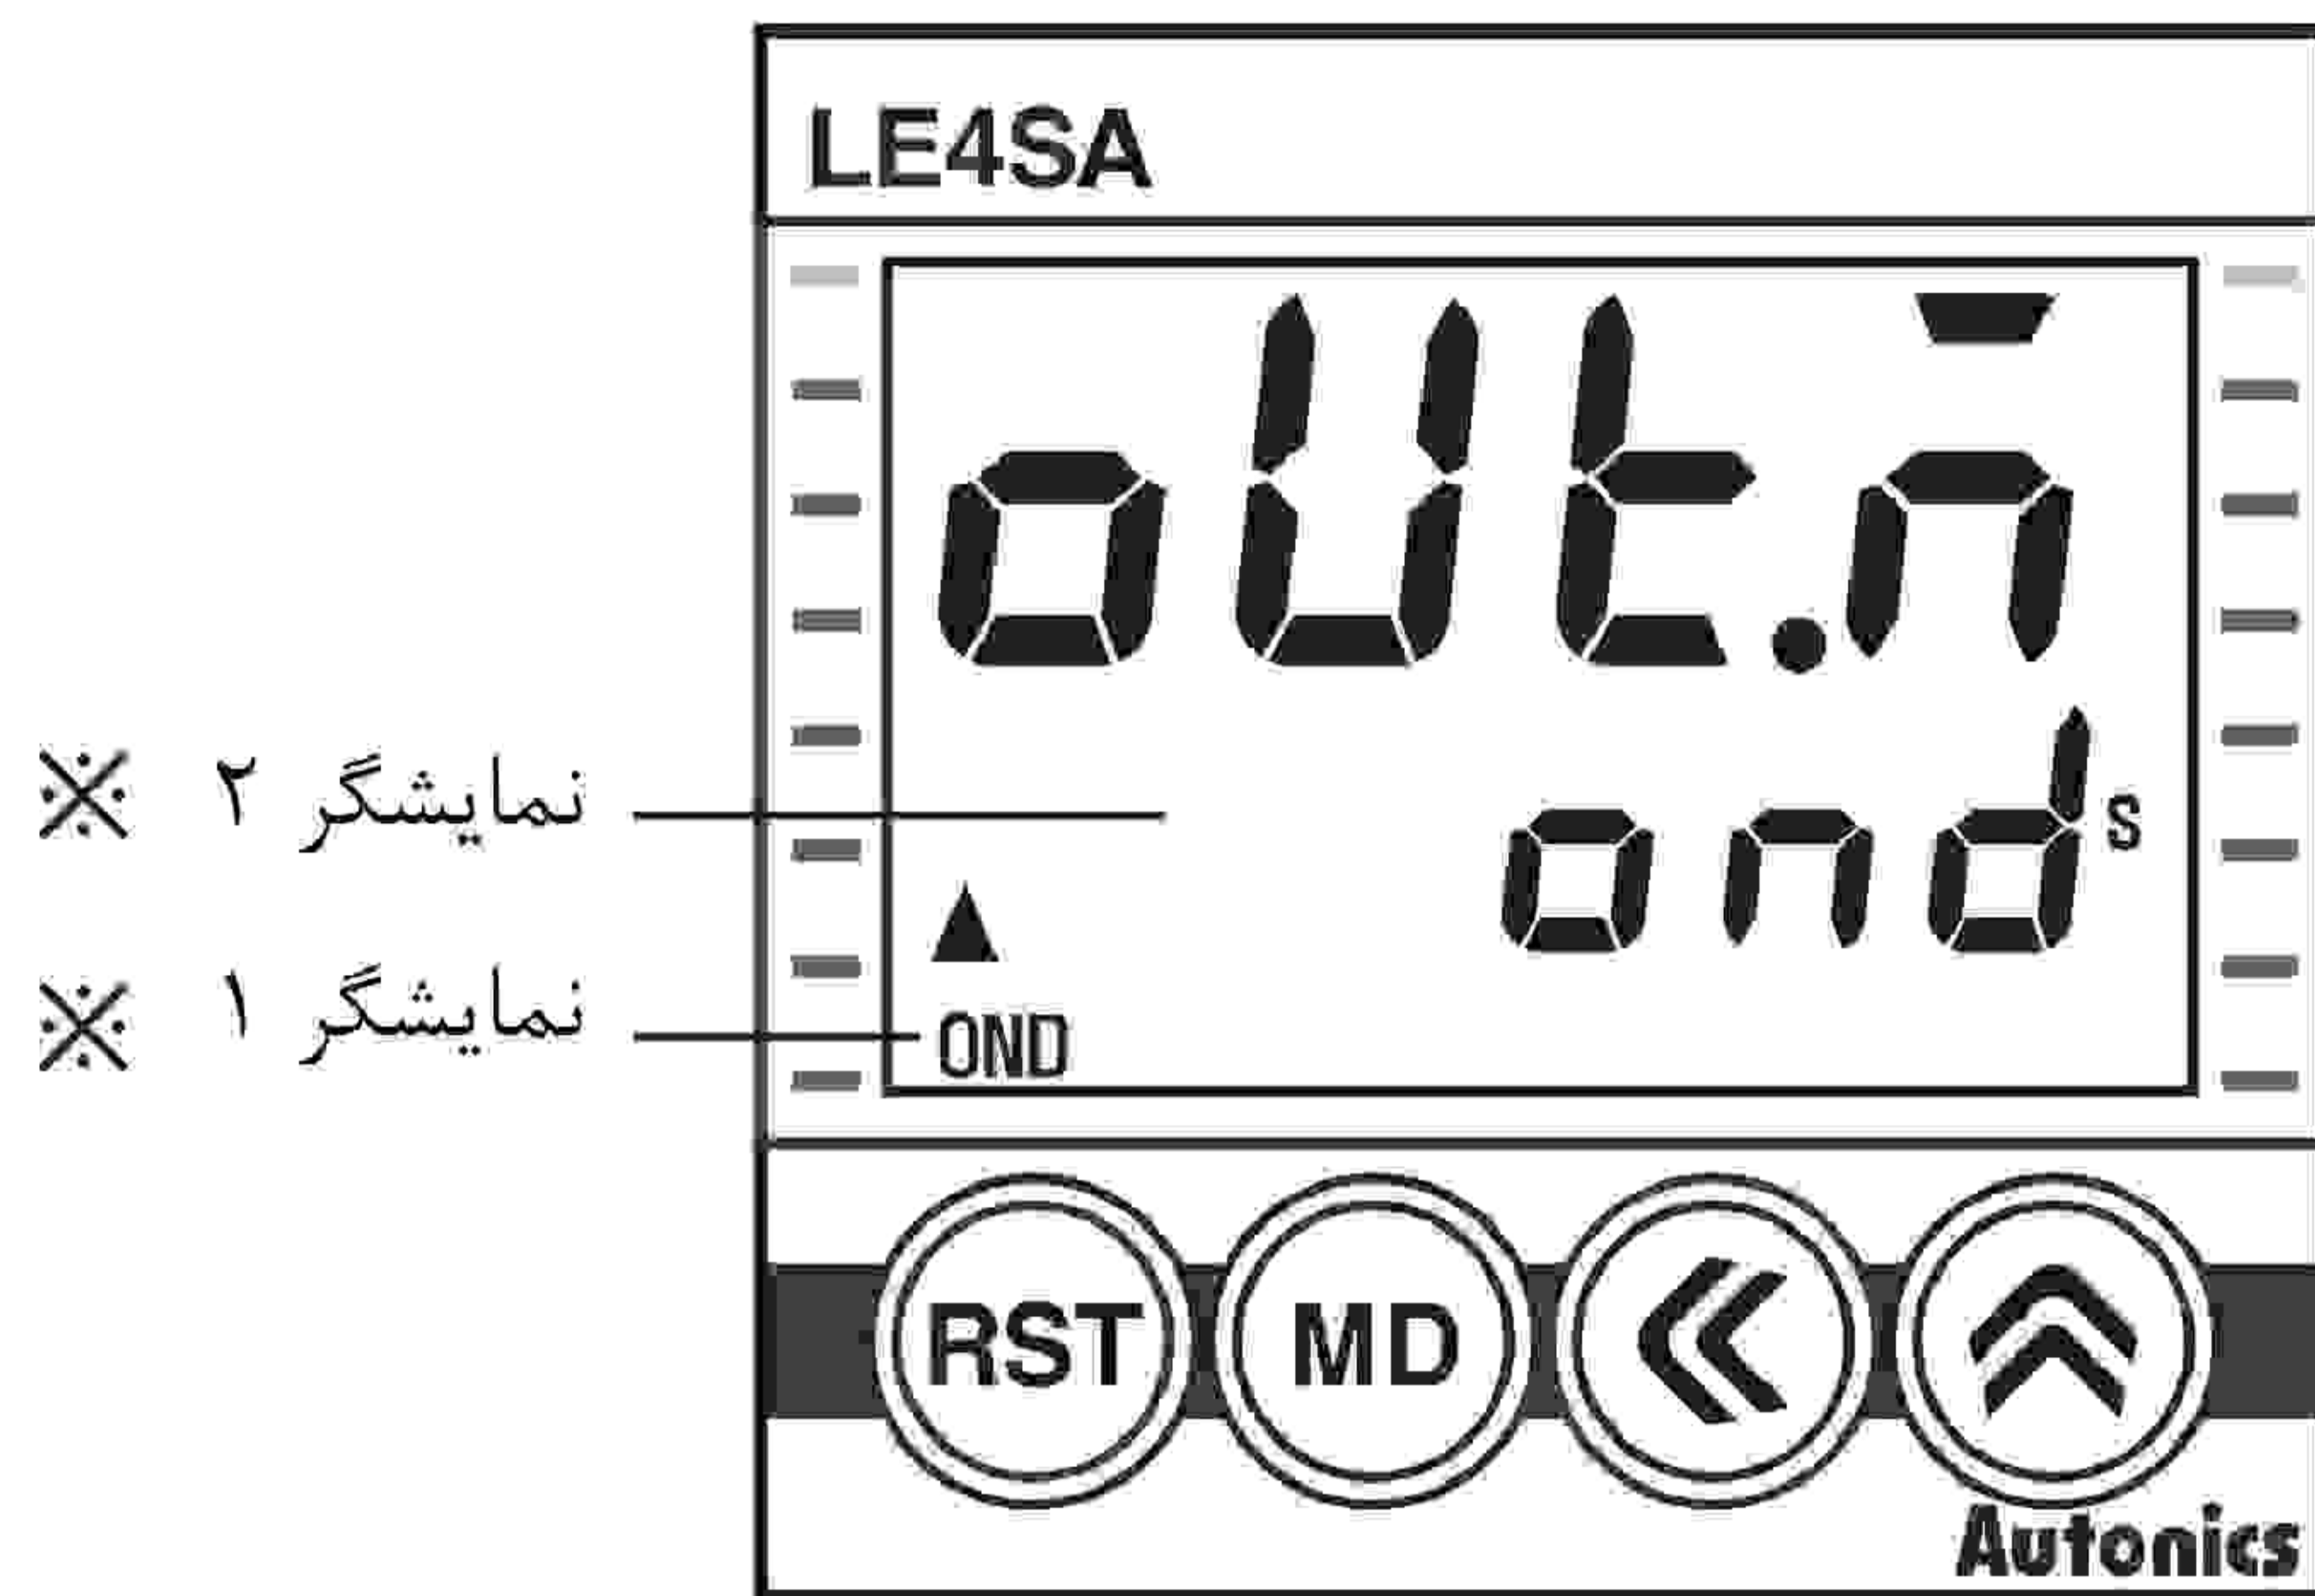 LE4SA
oUt.n̄
ond s
※ نمایشگر ۲
※ نمایشگر ۱
OND
RST MD
Autonics